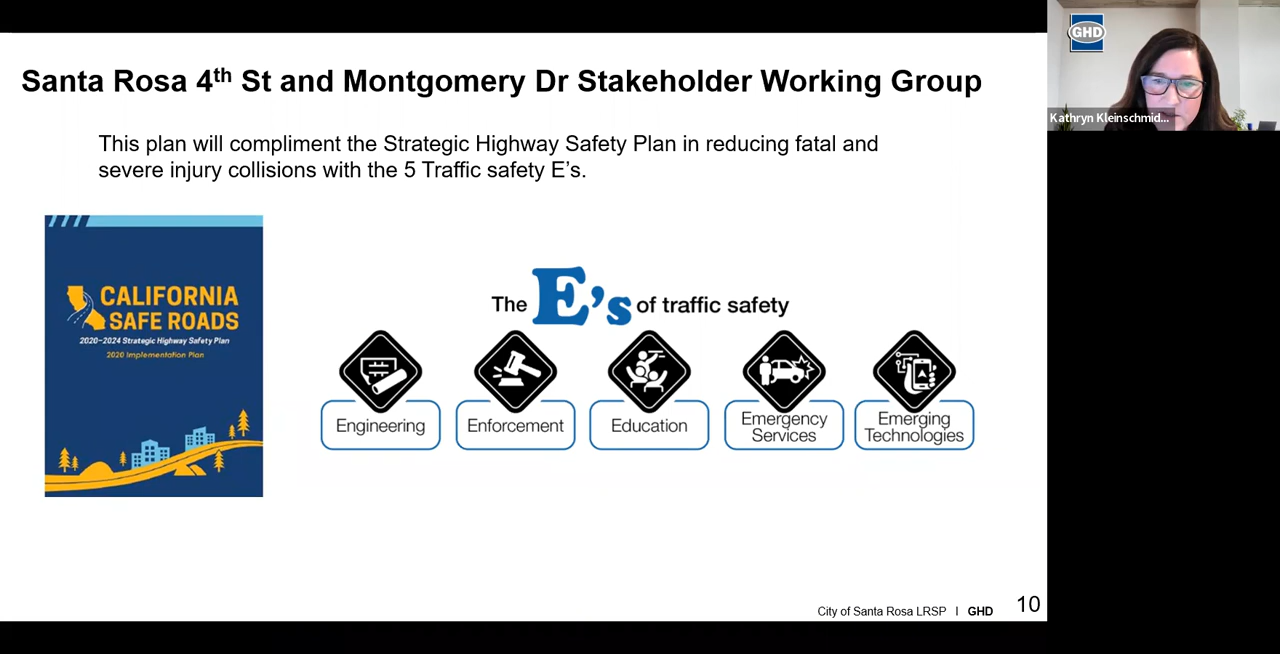 Santa Rosa 4th St and Montgomery Dr Stakeholder Working Group
This plan will compliment the Strategic Highway Safety Plan in reducing fatal and
severe injury collisions with the 5 Traffic safety E's.
CALIFORNIA
SAFE ROADS
2020-2024 Strategic Highway Safety Plan
2020 Implementation Plan
The E's of traffic safety
Engineering
Enforcement
Education
Emergency
Services
Emerging
Technologies
City of Santa Rosa LRSP | GHD
10
GHD
Kathryn Kleinschmid...